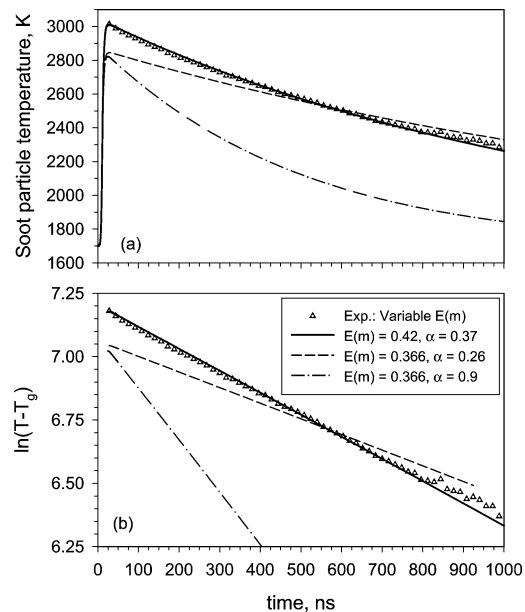 Soot particle temperature, K
3000
2800
2600
2400
2200
2000
1800
1600
(a)
ln(T-Tg)
7.25
7.00
6.75
6.50
6.25
Exp.: Variable E(m)
E(m) = 0.42, α = 0.37
E(m) = 0.366, α = 0.26
E(m) = 0.366, α = 0.9
(b)
0 100 200 300 400 500 600 700 800 900 1000
time, ns